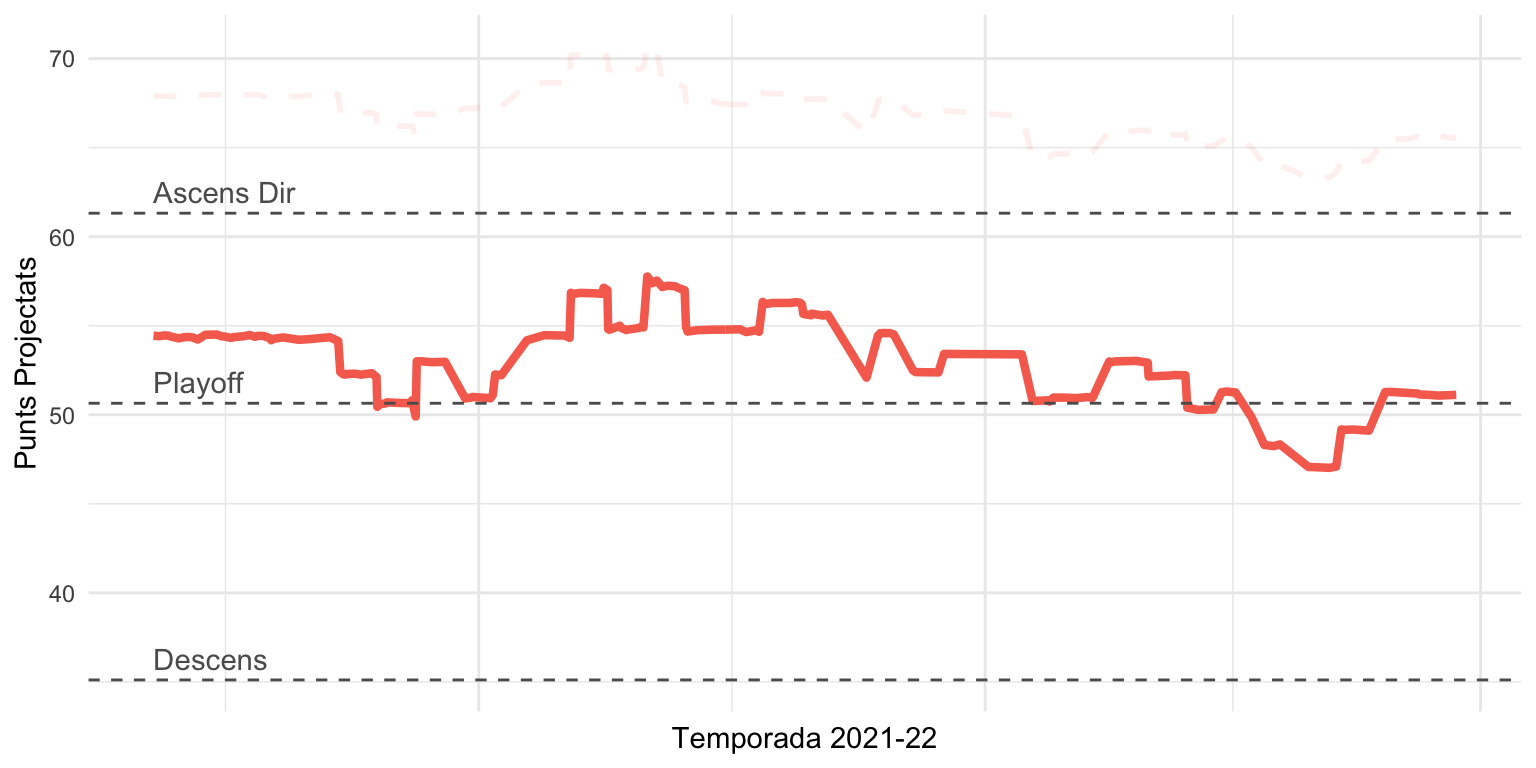 70
Ascens Dir
60
Punts Projectats
Playoff
50
40
Descens
Temporada 2021-22